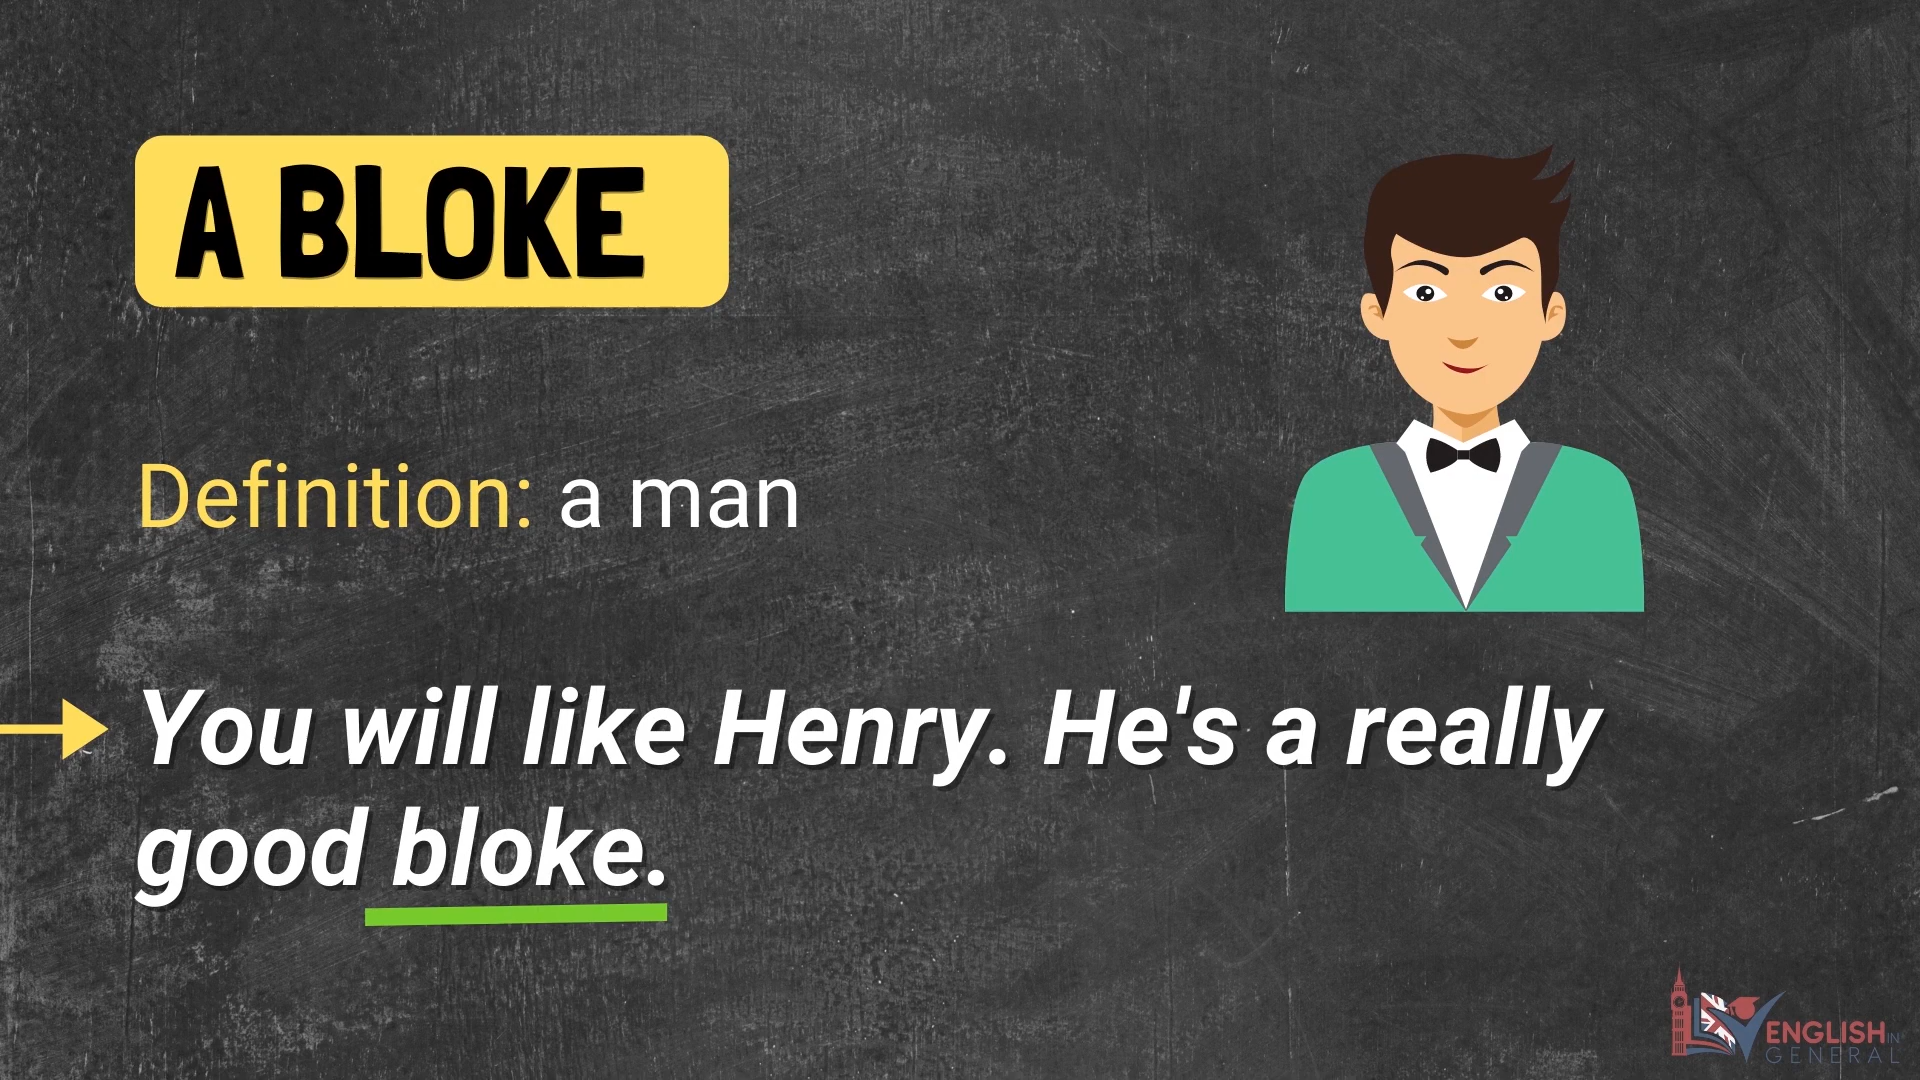 A BLOKE
Definition: a man
You will like Henry. He's a really
good bloke.
ENGLISH IN
GENERAL